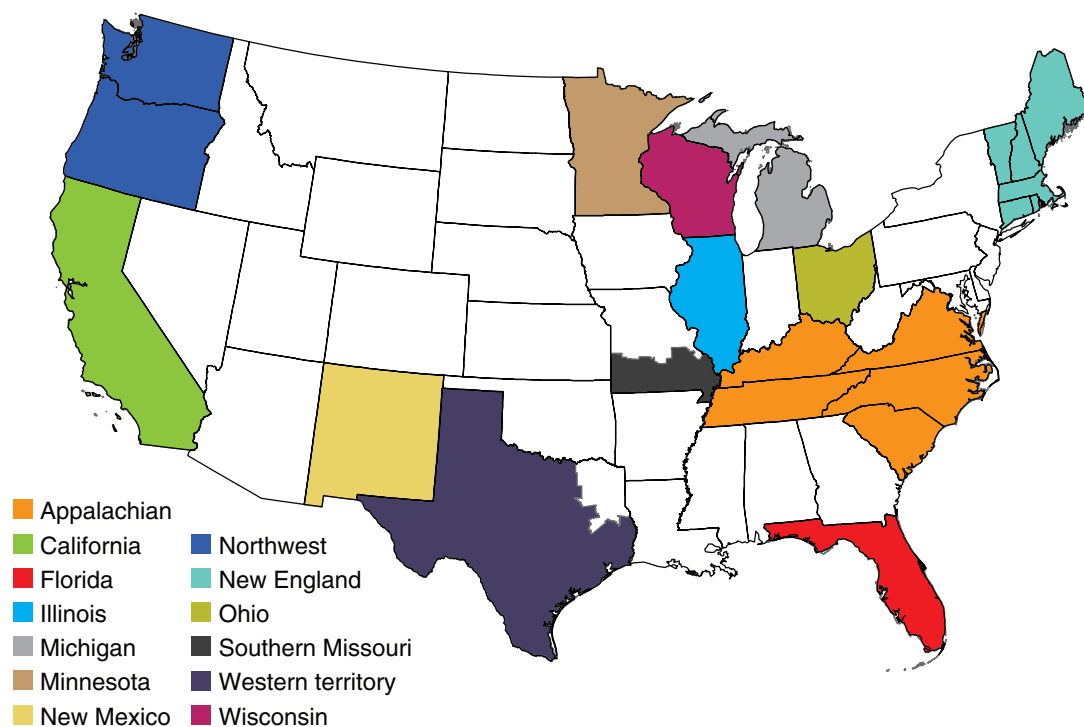 Appalachian
California
Florida
Illinois
Michigan
Minnesota
New Mexico
Northwest
New England
Ohio
Southern Missouri
Western territory
Wisconsin